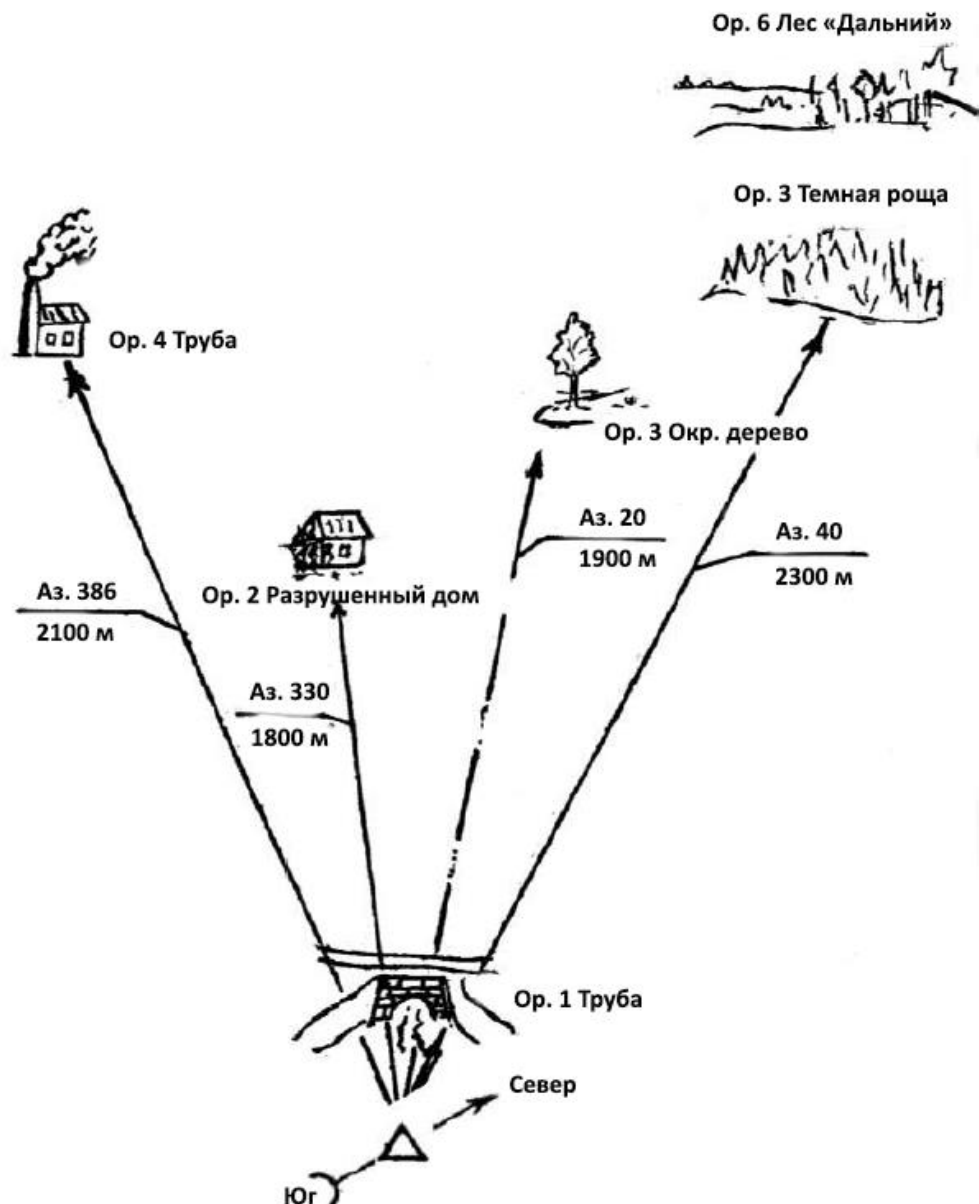 Ор. 6 Лес «Дальний»
Ор. 3 Темная роща
Ор. 4 Труба
Ор. 3 Окр. дерево
Аз. 20
1900 м
Аз. 40
2300 м
Ор. 2 Разрушенный дом
Аз. 386
2100 м
Аз. 330
1800 м
Ор. 1 Труба
Север
Юг